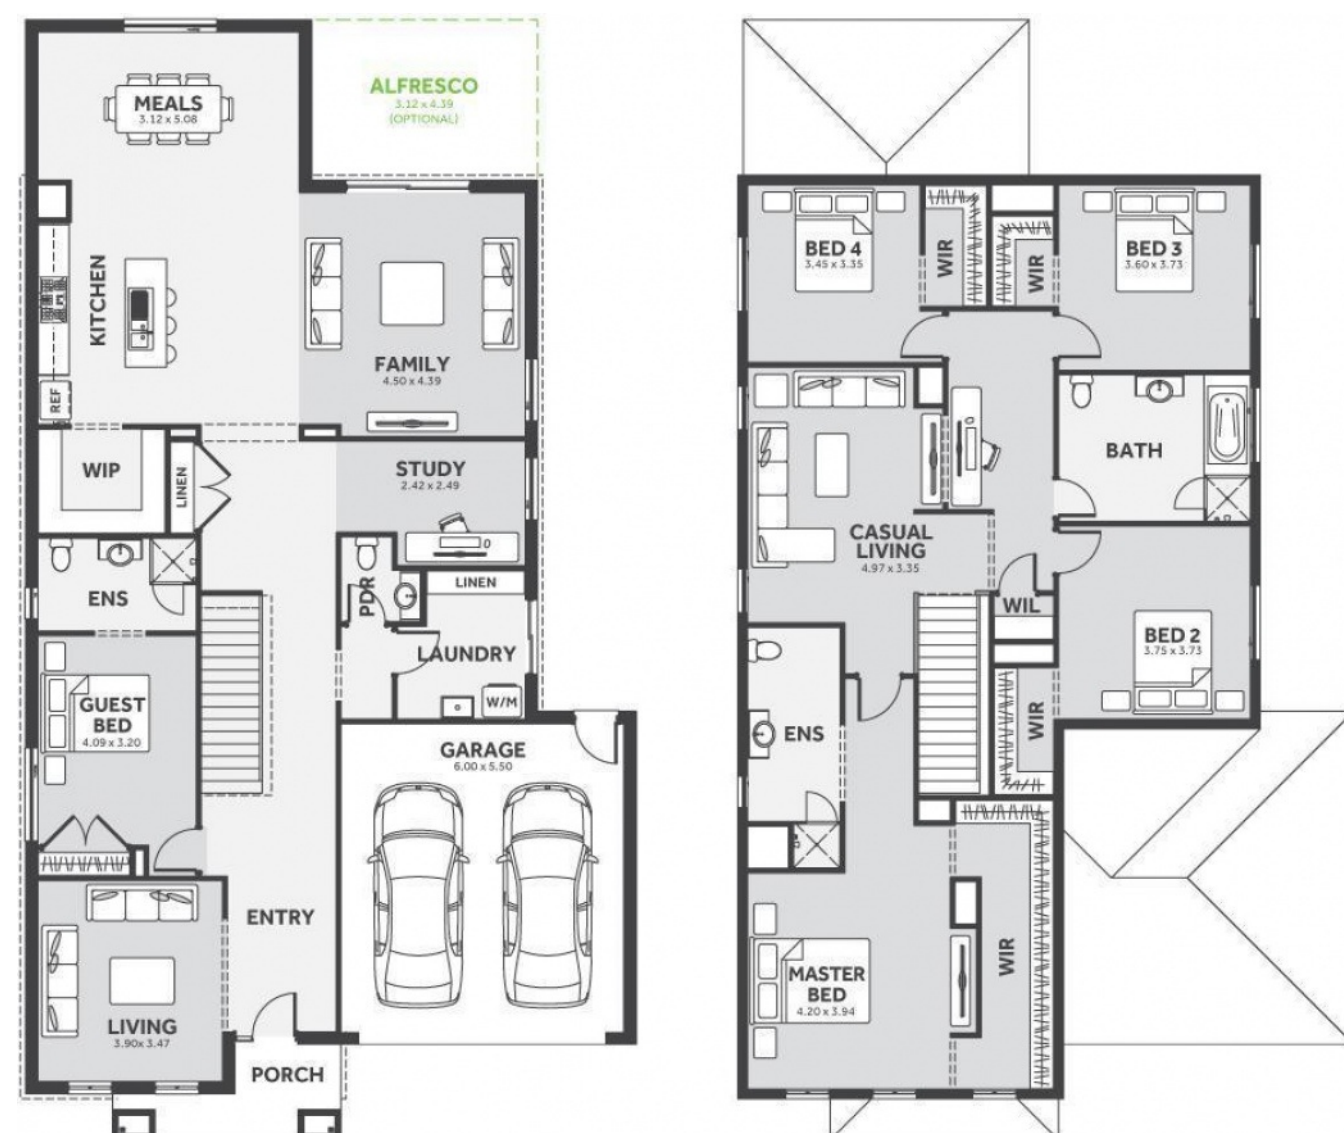 ALFRESCO
3.12 x 4.39
(OPTIONAL)
MEALS
3.12 x 5.08
KITCHEN
REF
FAMILY
4.50 x 4.39
WIP
LINEN
STUDY
2.42 x 2.49
ENS
PDR
LINEN
LAUNDRY
W/M
GUEST
BED
4.09 x 3.20
GARAGE
6.00 x 5.50
ENTRY
LIVING
3.90x 3.47
PORCH
BED 4
3.45 x 3.35
WIR
WIR
BED 3
3.60 x 3.73
BATH
CASUAL
LIVING
4.97 x 3.35
WIL
BED 2
3.75 x 3.73
WIR
ENS
MASTER
BED
4.20 x 3.94
WIR